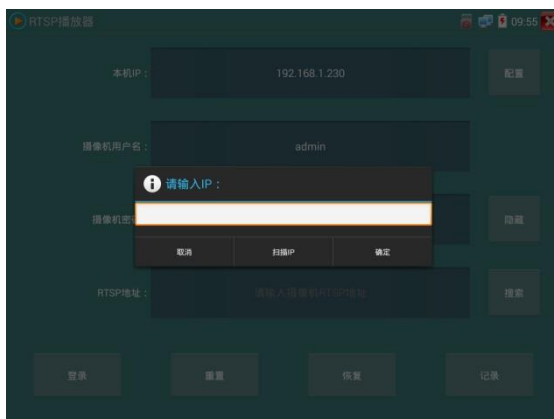 RTSP播放器
09:55
本机IP：
192.168.1.230
配置
摄像机用户名：
admin
请输入IP：
摄像机密
隐藏
取消
扫描IP
确定
RTSP地址：
请输入摄像机RTSP地址
搜索
登录
重置
恢复
记录